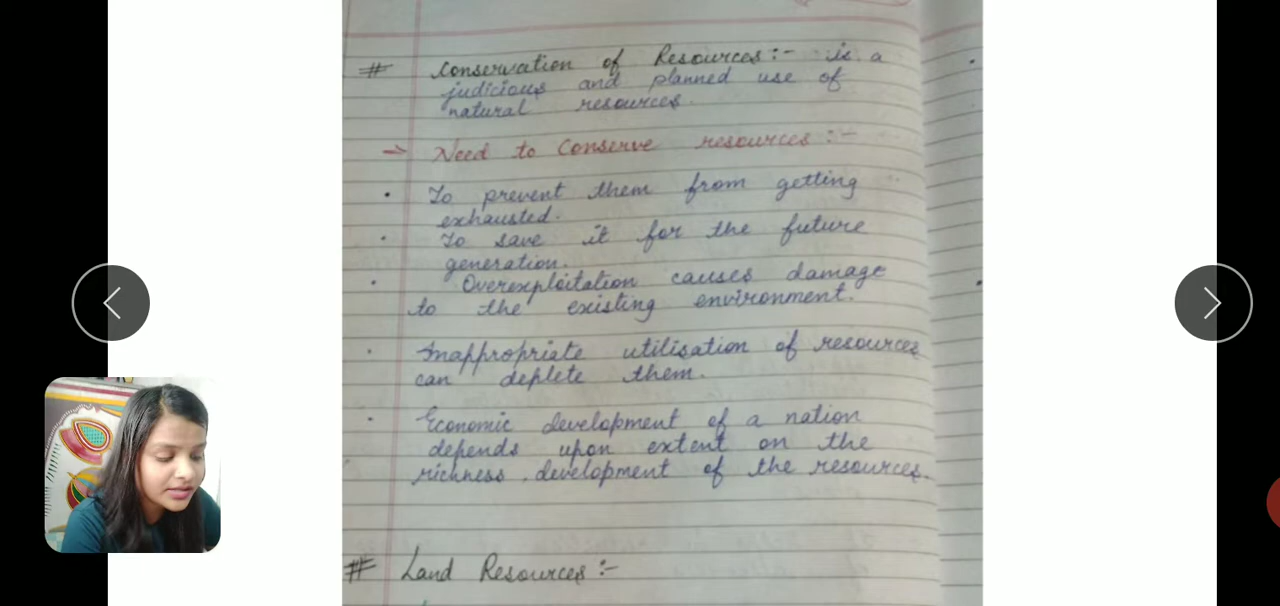 # Conservation of Resources:- is a
judicious and planned use of
natural resources.
→ Need to Conserve resources:-
• To prevent them from getting
exhausted.
• To save it for the future
generation.
• Overexploitation causes damage
to the existing environment.
• Inappropriate utilisation of resources
can deplete them.
• Economic development of a nation
depends upon extent on the
richness, development of the resources.
# Land Resources:-